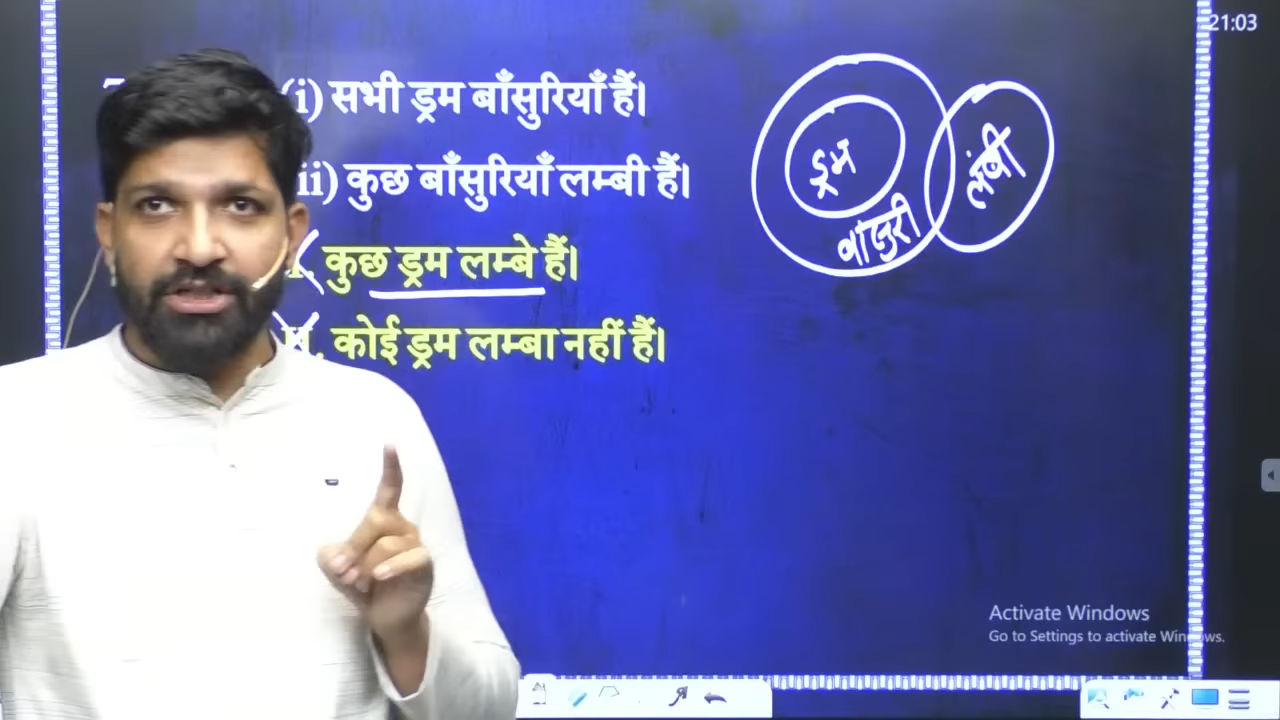 21:03
(i) सभी ड्रम बाँसुरियाँ हैं।
ii) कुछ बाँसुरियाँ लम्बी हैं।
I. कुछ ड्रम लम्बे हैं।
II. कोई ड्रम लम्बा नहीं हैं।
ड्रम
बांसुरी
लंबी
Activate Windows
Go to Settings to activate Windows.